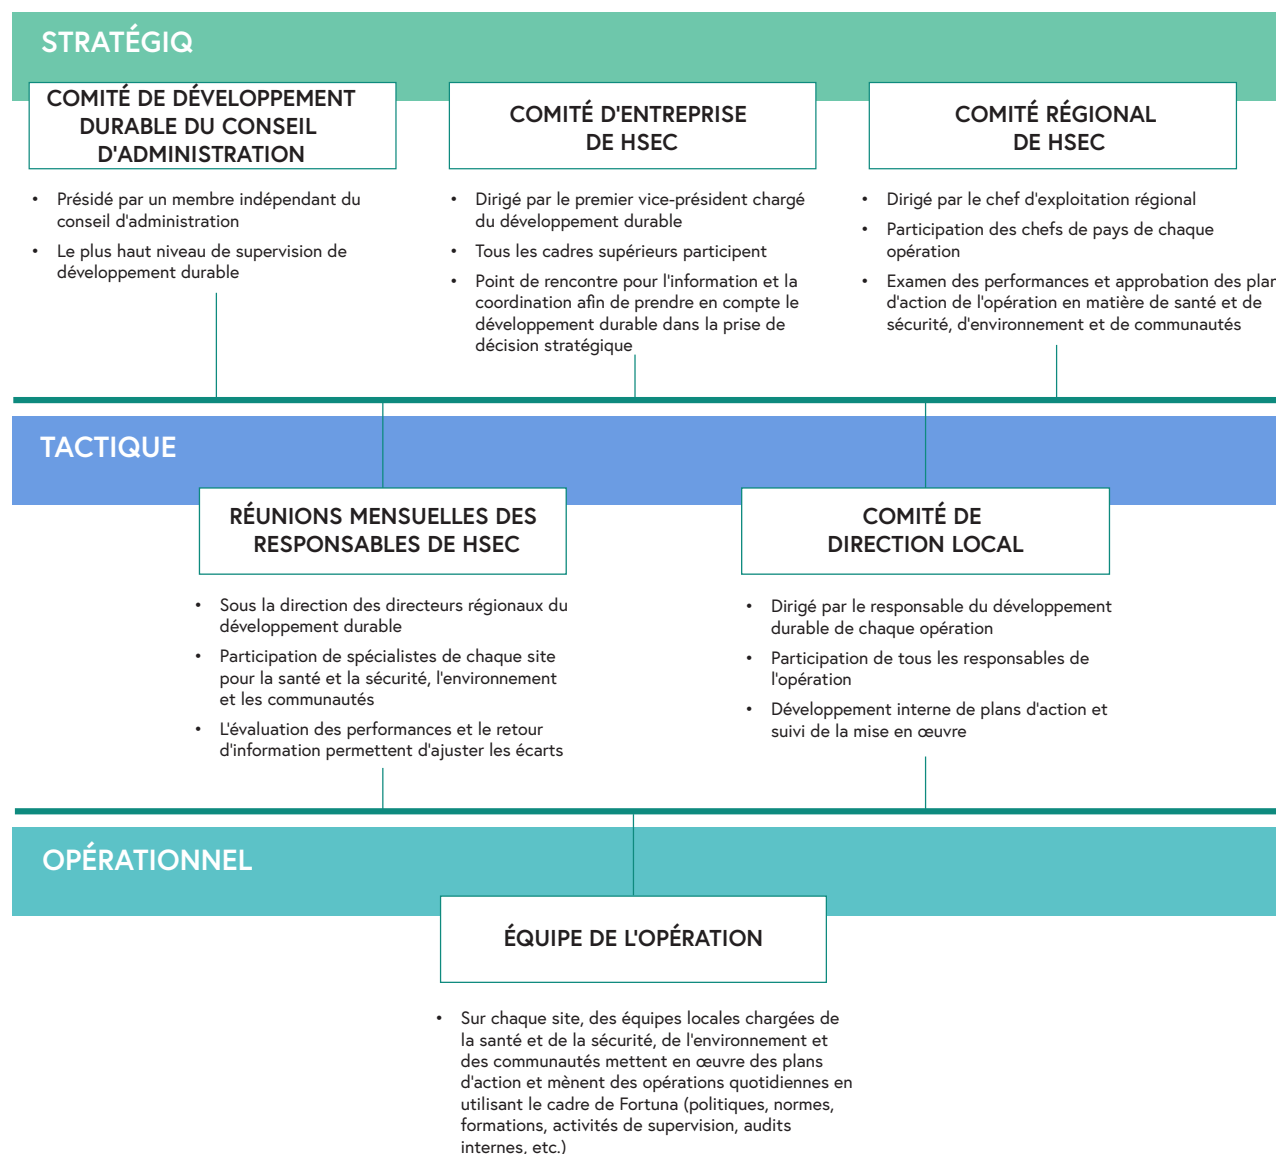 STRATÉGIQ
COMITÉ DE DÉVELOPPEMENT
DURABLE DU CONSEIL
D'ADMINISTRATION
• Présidé par un membre indépendant du
conseil d'administration
• Le plus haut niveau de supervision de
développement durable
COMITÉ D'ENTREPRISE
DE HSEC
• Dirigé par le premier vice-président chargé
du développement durable
• Tous les cadres supérieurs participent
• Point de rencontre pour l'information et la
coordination afin de prendre en compte le
développement durable dans la prise de
décision stratégique
COMITÉ RÉGIONAL
DE HSEC
• Dirigé par le chef d'exploitation régional
• Participation des chefs de pays de chaque
opération
• Examen des performances et approbation des plan
d'action de l'opération en matière de santé et de
sécurité, d'environnement et de communautés
TACTIQUE
RÉUNIONS MENSUELLES DES
RESPONSABLES DE HSEC
• Sous la direction des directeurs régionaux du
développement durable
• Participation de spécialistes de chaque site
pour la santé et la sécurité, l'environnement
et les communautés
• L'évaluation des performances et le retour
d'information permettent d'ajuster les écarts
COMITÉ DE
DIRECTION LOCAL
• Dirigé par le responsable du développement
durable de chaque opération
• Participation de tous les responsables de
l'opération
• Développement interne de plans d'action et
suivi de la mise en œuvre
OPÉRATIONNEL
ÉQUIPE DE L'OPÉRATION
• Sur chaque site, des équipes locales chargées de
la santé et de la sécurité, de l'environnement et
des communautés mettent en œuvre des plans
d'action et mènent des opérations quotidiennes en
utilisant le cadre de Fortuna (politiques, normes,
formations, activités de supervision, audits
internes, etc.)